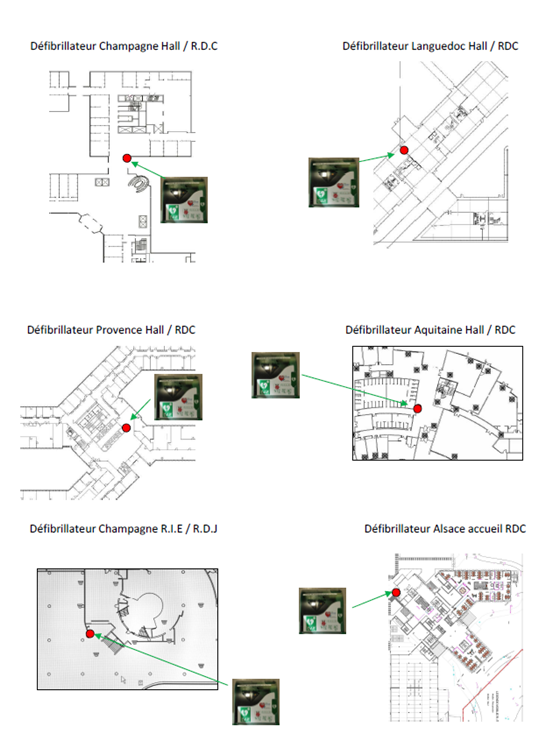 Défibrillateur Champagne Hall / R.D.C
Défibrillateur Languedoc Hall / RDC
Défibrillateur Provence Hall / RDC
Défibrillateur Aquitaine Hall / RDC
Défibrillateur Champagne R.I.E / R.D.J
Défibrillateur Alsace accueil RDC